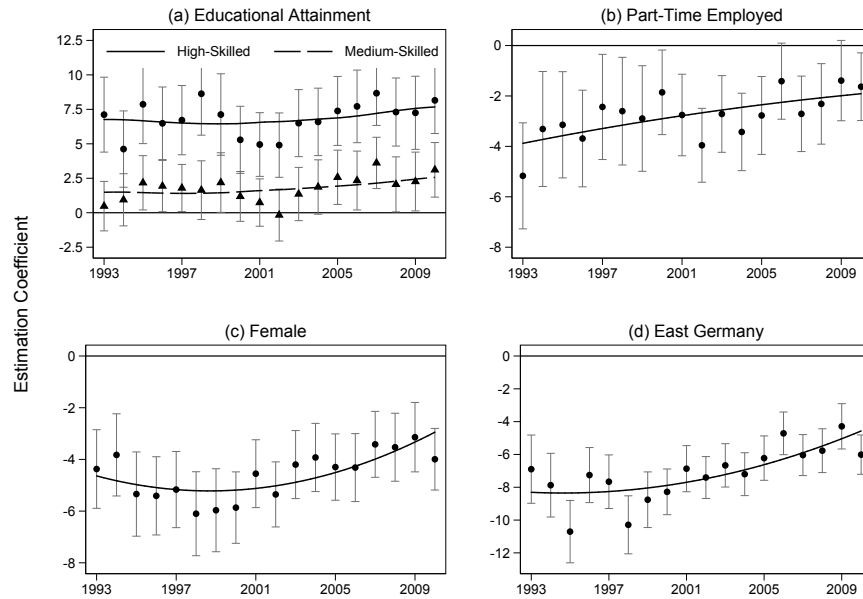 (a) Educational Attainment
12.5
10
7.5
5
2.5
0
-2.5
High-Skilled Medium-Skilled
1993 1997 2001 2005 2009
(b) Part-Time Employed
0
-2
-4
-6
-8
1993 1997 2001 2005 2009
Estimation Coefficient
(c) Female
0
-2
-4
-6
-8
1993 1997 2001 2005 2009
(d) East Germany
0
-2
-4
-6
-8
-10
-12
1993 1997 2001 2005 2009